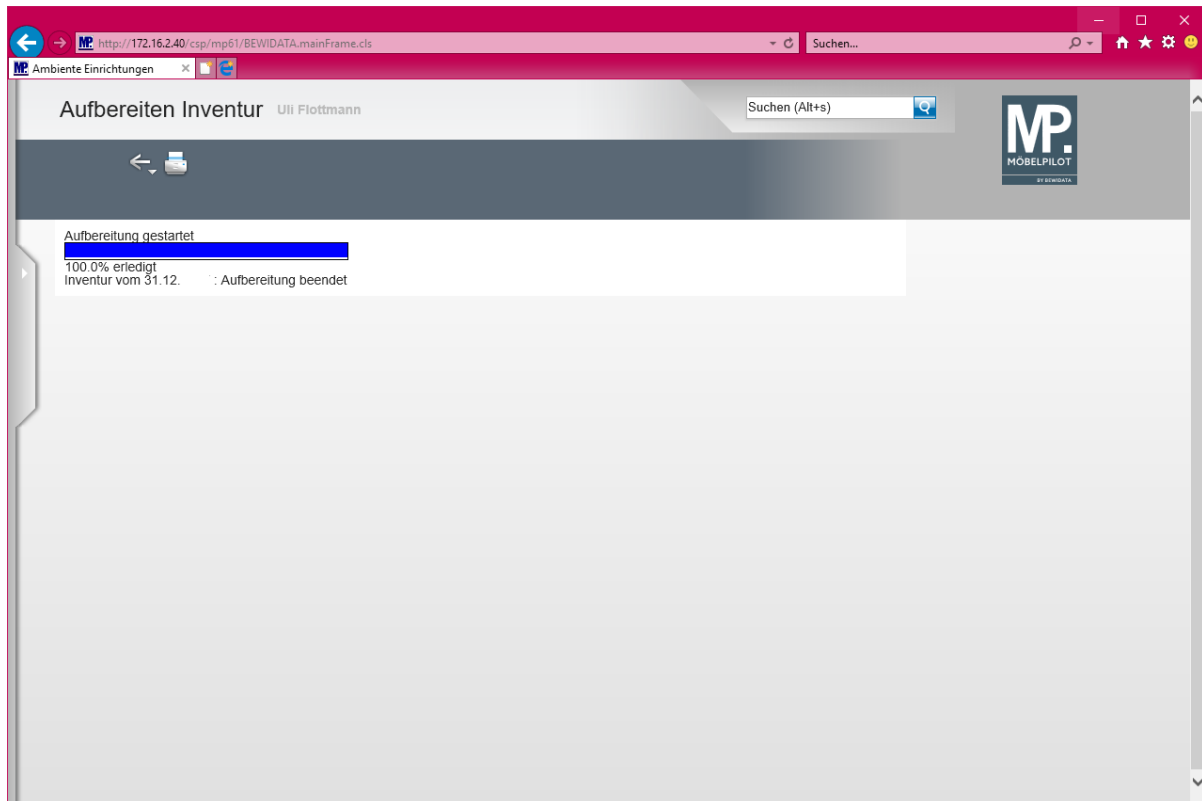 http://172.16.2.40/csp/mp61/BEWIDATA.mainFrame.cls
Suchen...
MP. Ambiente Einrichtungen
Aufbereiten Inventur Uli Flottmann
Suchen (Alt+s)
MP.
MÖBELPILOT
BY BEWIDATA
Aufbereitung gestartet
100.0% erledigt
Inventur vom 31.12. : Aufbereitung beendet